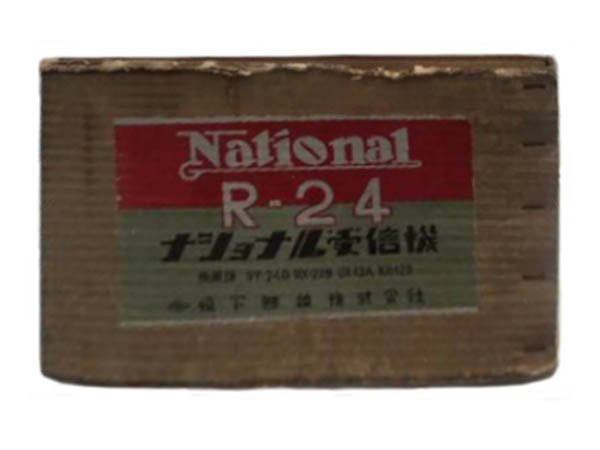 National
R-24
ナショナル受信機
松下無線株式会社